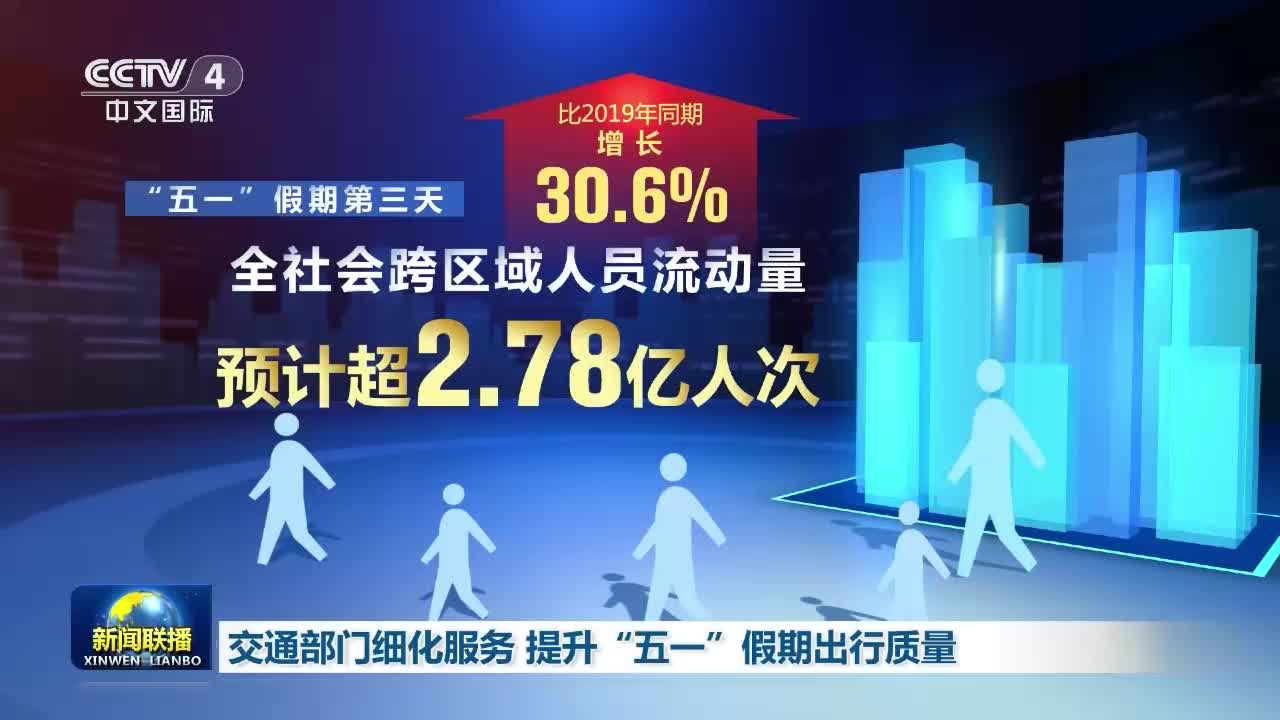 CCTV 4
中文国际
比2019年同期
增长
30.6%
“五一”假期第三天
全社会跨区域人员流动量
预计超2.78亿人次
新闻联播
XINWEN LIANBO
交通部门细化服务 提升“五一”假期出行质量